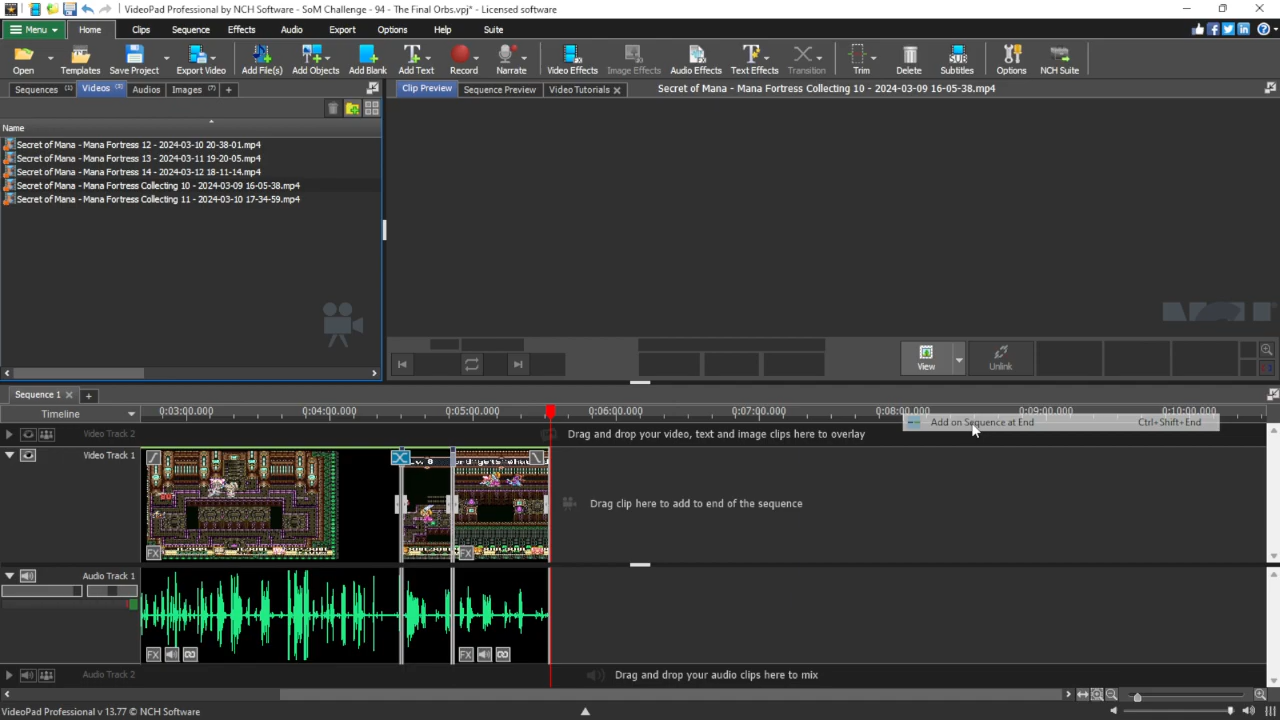 VideoPad Professional by NCH Software - SoM Challenge - 94 - The Final Orbs.vpj* - Licensed software
Menu Home Clips Sequence Effects Audio Export Options Help Suite
Open Templates Save Project Export Video Add File(s) Add Objects Add Blank Add Text Record Narrate Video Effects Image Effects Audio Effects Text Effects Transition Trim Delete Subtitles Options NCH Suite
Sequences (1) Videos (5) Audios Images (7) +
Clip Preview Sequence Preview Video Tutorials Secret of Mana - Mana Fortress Collecting 10 - 2024-03-09 16-05-38.mp4
Name
Secret of Mana - Mana Fortress 12 - 2024-03-10 20-38-01.mp4
Secret of Mana - Mana Fortress 13 - 2024-03-11 19-20-05.mp4
Secret of Mana - Mana Fortress 14 - 2024-03-12 18-11-14.mp4
Secret of Mana - Mana Fortress Collecting 10 - 2024-03-09 16-05-38.mp4
Secret of Mana - Mana Fortress Collecting 11 - 2024-03-10 17-34-59.mp4
View Unlink
Sequence 1
Timeline 0:03:00.000 0:04:00.000 0:05:00.000 0:06:00.000 0:07:00.000 0:08:00.000 0:09:00.000 0:10:00.000
Add on Sequence at End Ctrl+Shift+End
Video Track 2 Drag and drop your video, text and image clips here to overlay
Video Track 1
Drag clip here to add to end of the sequence
FX FX
Audio Track 1
FX FX
Audio Track 2 Drag and drop your audio clips here to mix
VideoPad Professional v 13.77 © NCH Software